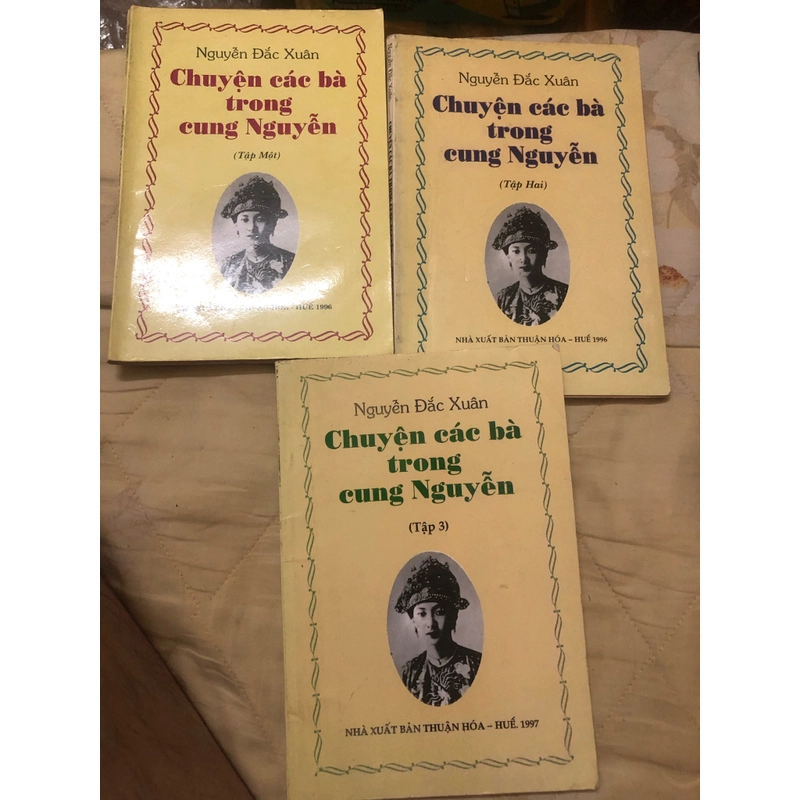 Nguyễn Đắc Xuân
Chuyện các bà
trong
cung Nguyễn
(Tập Một)
HUẾ 1996
Nguyễn Đắc Xuân
Chuyện các bà
trong
cung Nguyễn
(Tập Hai)
NHÀ XUẤT BẢN THUẬN HÓA – HUẾ 1996
Nguyễn Đắc Xuân
Chuyện các bà
trong
cung Nguyễn
(Tập 3)
NHÀ XUẤT BẢN THUẬN HÓA – HUẾ. 1997